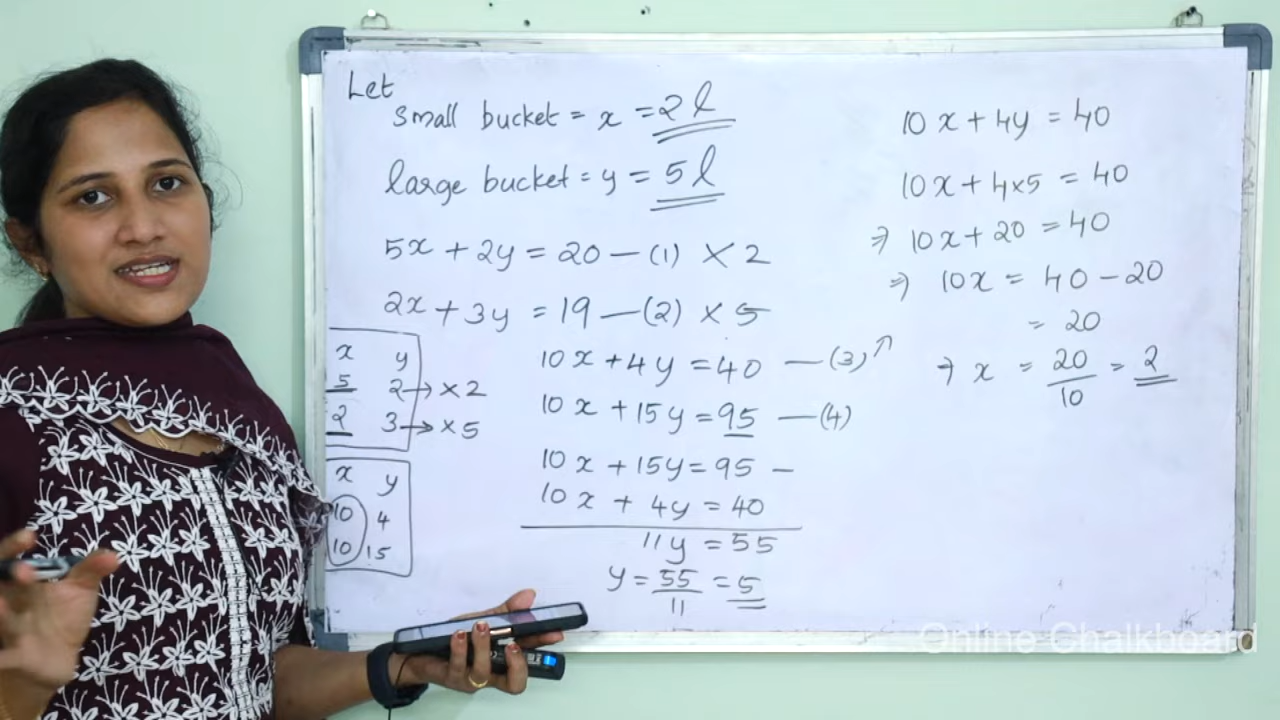 Let
small bucket = x = 2 l
large bucket = y = 5 l
5x + 2y = 20 — (1) × 2
2x + 3y = 19 — (2) × 5
x y
5 2 → × 2
2 3 → × 5
x y
10 4
10 15
10x + 4y = 40 — (3) ↗
10x + 15y = 95 — (4)
10x + 15y = 95 –
10x + 4y = 40
11y = 55
y = 55/11 = 5
10x + 4y = 40
10x + 4×5 = 40
⇒ 10x + 20 = 40
⇒ 10x = 40 – 20
= 20
⇒ x = 20/10 = 2
Online Chalkboard